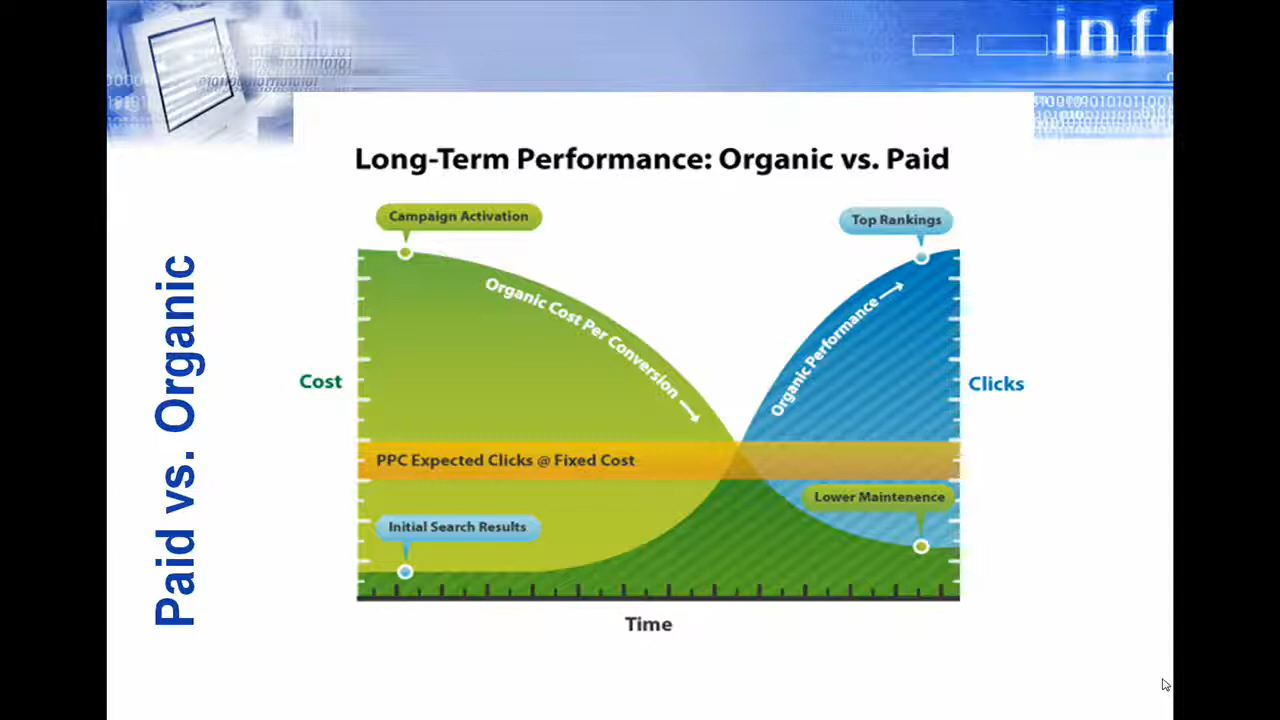 inf
Long-Term Performance: Organic vs. Paid
Campaign Activation
Top Rankings
Organic Cost Per Conversion
Organic Performance
Paid vs. Organic
Cost
Clicks
PPC Expected Clicks @ Fixed Cost
Lower Maintenence
Initial Search Results
Time